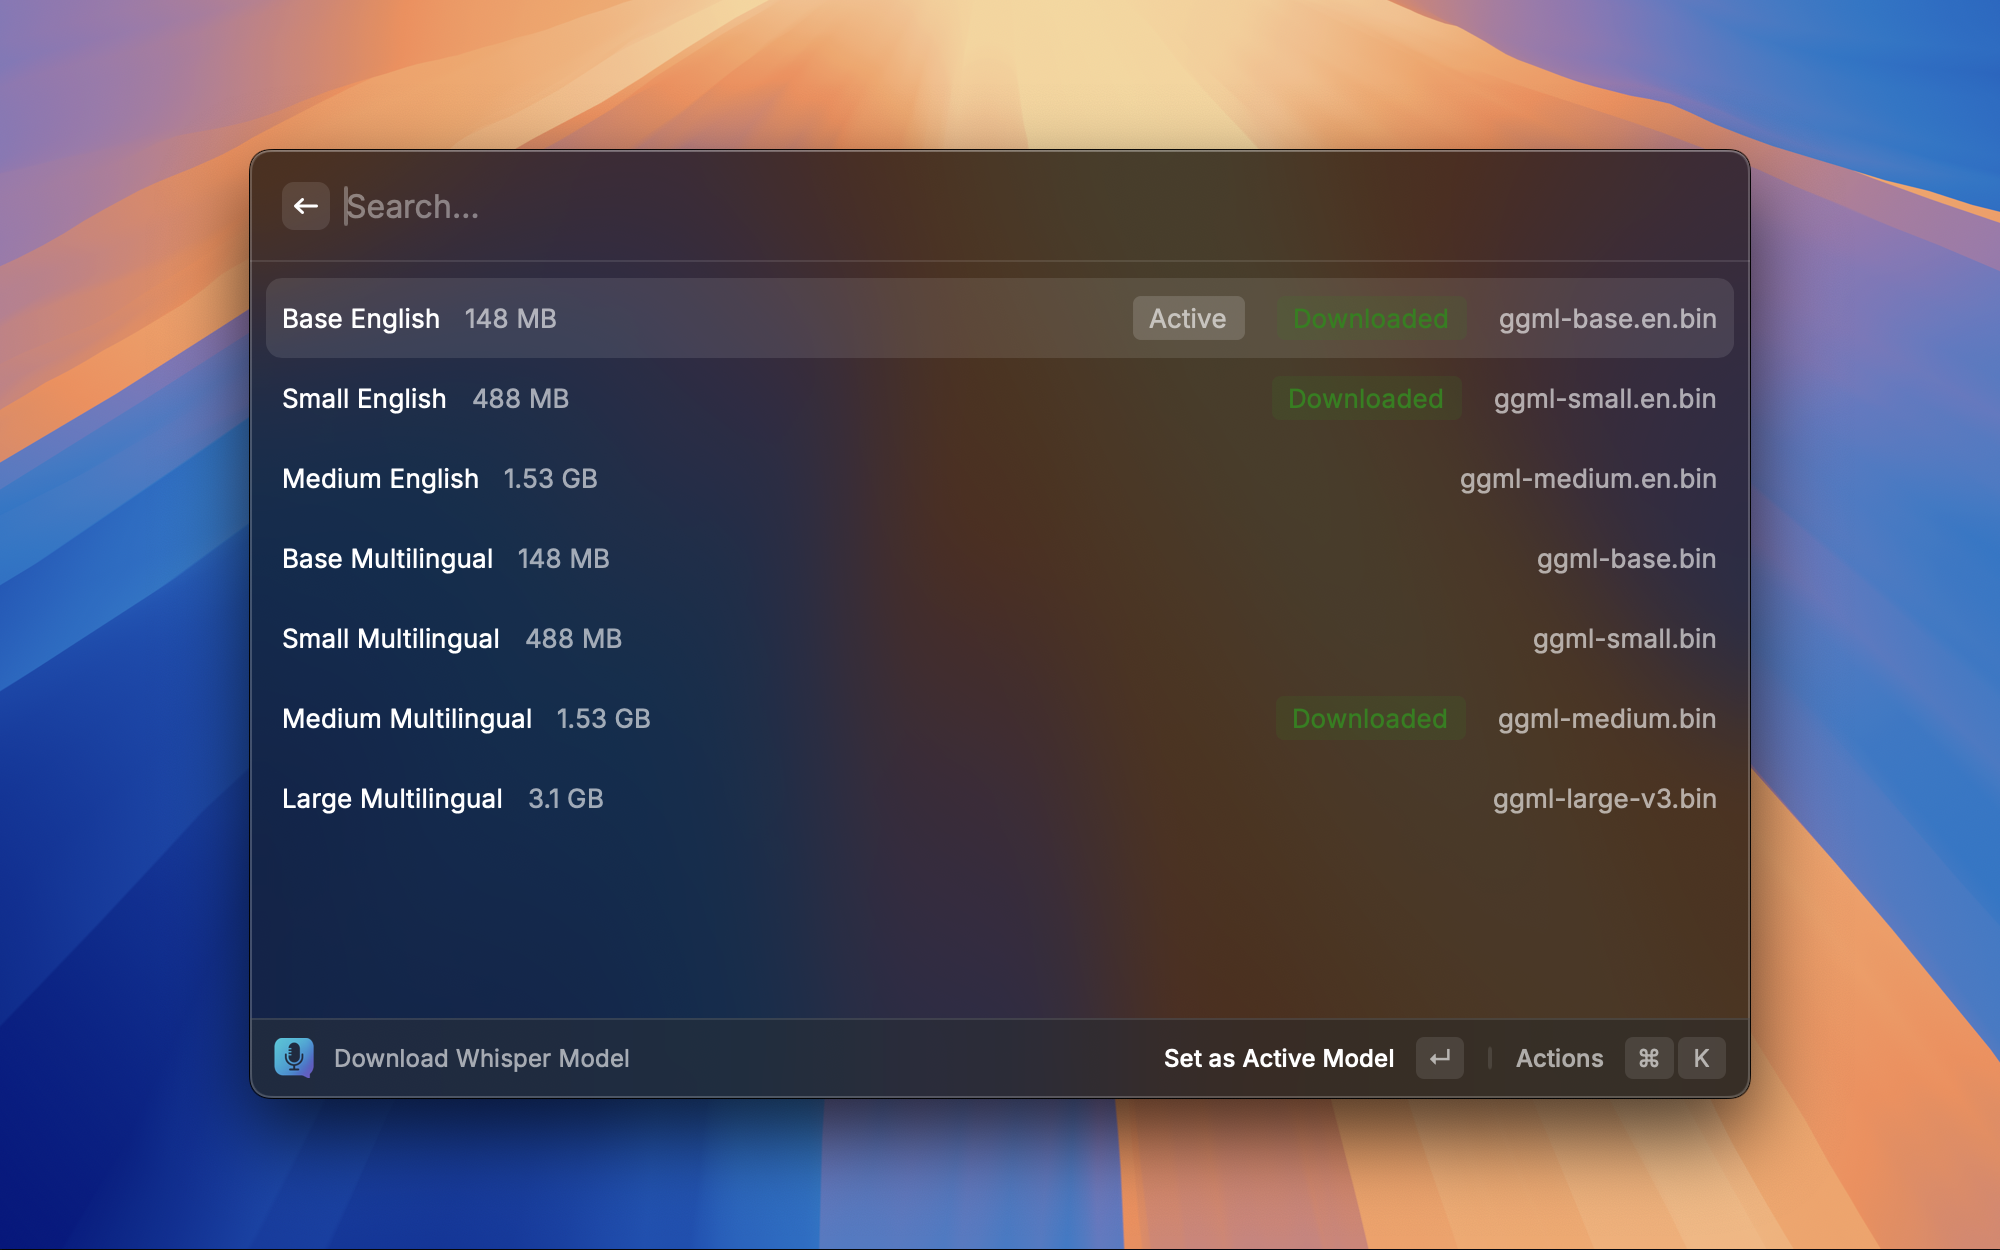 Search...
Base English 148 MB Active Downloaded ggml-base.en.bin
Small English 488 MB Downloaded ggml-small.en.bin
Medium English 1.53 GB ggml-medium.en.bin
Base Multilingual 148 MB ggml-base.bin
Small Multilingual 488 MB ggml-small.bin
Medium Multilingual 1.53 GB Downloaded ggml-medium.bin
Large Multilingual 3.1 GB ggml-large-v3.bin
Download Whisper Model Set as Active Model ↵ Actions ⌘ K